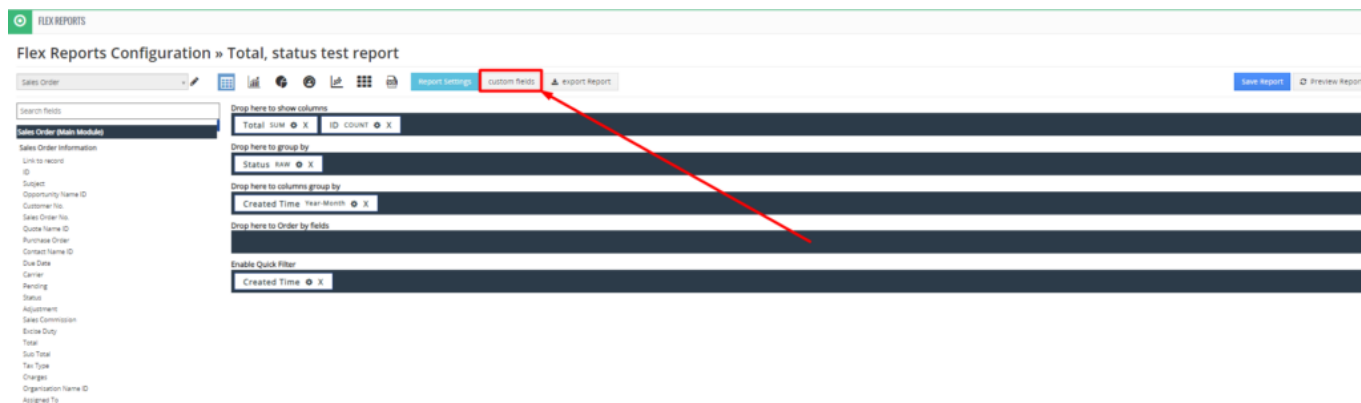 FLEX REPORTS
Flex Reports Configuration » Total, status test report
Sales Order
Report Settings
custom fields
export Report
Save Report
Preview Report
Search fields
Sales Order (Main Module)
Sales Order Information
Link to record
ID
Subject
Opportunity Name ID
Customer No.
Sales Order No.
Quote Name ID
Purchase Order
Contact Name ID
Due Date
Carrier
Pending
Status
Adjustment
Sales Commission
Excise Duty
Total
Sub Total
Tax Type
Charges
Organisation Name ID
Assigned To
Drop here to show columns
Total SUM X ID COUNT X
Drop here to group by
Status RAW X
Drop here to columns group by
Created Time Year-Month X
Drop here to Order by fields
Enable Quick Filter
Created Time X